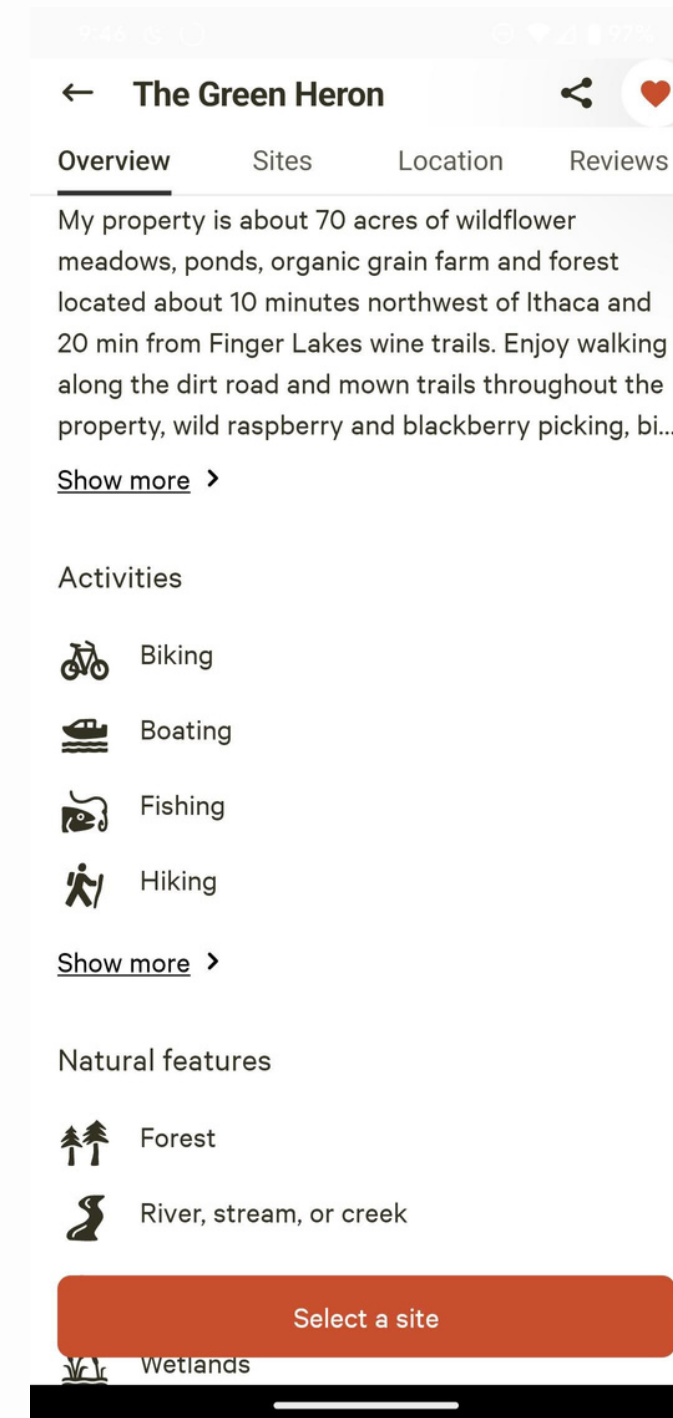 9:46
97%
The Green Heron
Overview Sites Location Reviews
My property is about 70 acres of wildflower
meadows, ponds, organic grain farm and forest
located about 10 minutes northwest of Ithaca and
20 min from Finger Lakes wine trails. Enjoy walking
along the dirt road and mown trails throughout the
property, wild raspberry and blackberry picking, bi...
Show more
Activities
Biking
Boating
Fishing
Hiking
Show more
Natural features
Forest
River, stream, or creek
Select a site
Wetlands